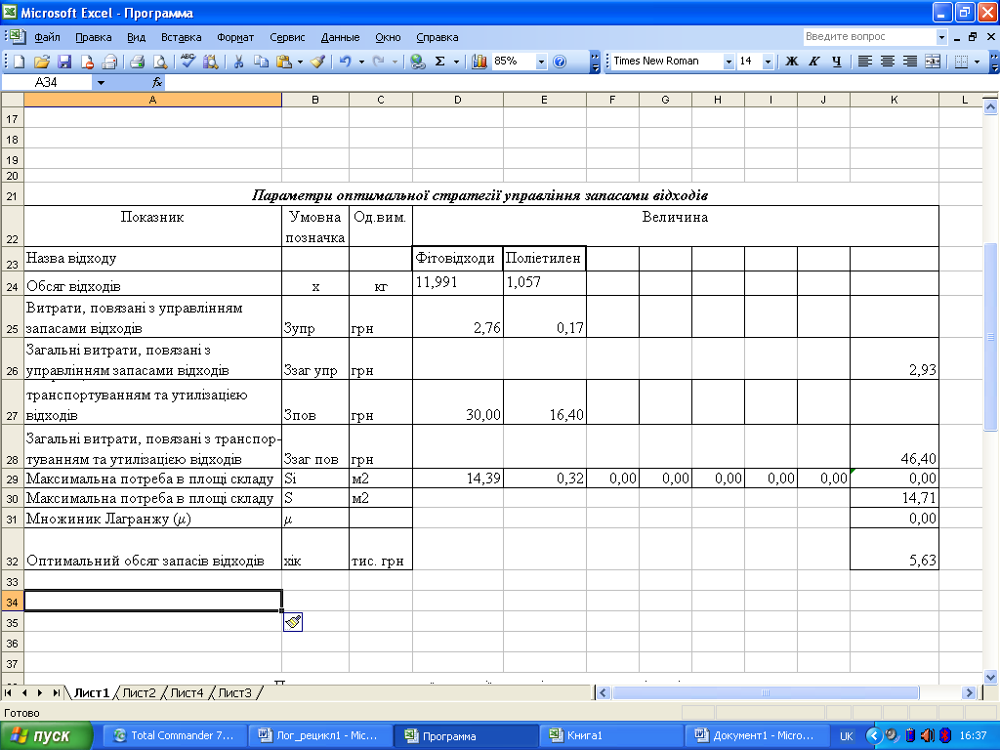 Microsoft Excel - Программа
Файл Правка Вид Вставка Формат Сервис Данные Окно Справка Введите вопрос
85% Times New Roman 14 Ж К Ч
A34 fx
A B C D E F G H I J K L
17
18
19
20
21 Параметри оптимальної стратегії управління запасами відходів
Показник Умовна Од.вим. Величина
22 позначка
23 Назва відходу Фітовідходи Поліетилен
24 Обсяг відходів х кг 11,991 1,057
Витрати, повязані з управлінням
25 запасами відходів Зупр грн 2,76 0,17
Загальні витрати, повязані з
26 управлінням запасами відходів Ззаг упр грн 2,93
транспортуванням та утилізацією
27 відходів Зпов грн 30,00 16,40
Загальні витрати, повязані з транспор-
28 туванням та утилізацією відходів Ззаг пов грн 46,40
29 Максимальна потреба в площі складу Si м2 14,39 0,32 0,00 0,00 0,00 0,00 0,00 0,00
30 Максимальна потреба в площі складу S м2 14,71
31 Множиник Лагранжу (μ) μ 0,00
32 Оптимальний обсяг запасів відходів хік тис. грн 5,63
33
34
35
36
37
Лист1 Лист2 Лист4 Лист3
Готово
пуск Total Commander 7... Лог_рецикл1 - Mic... Программа Книга1 Документ1 - Micro... UK 16:37